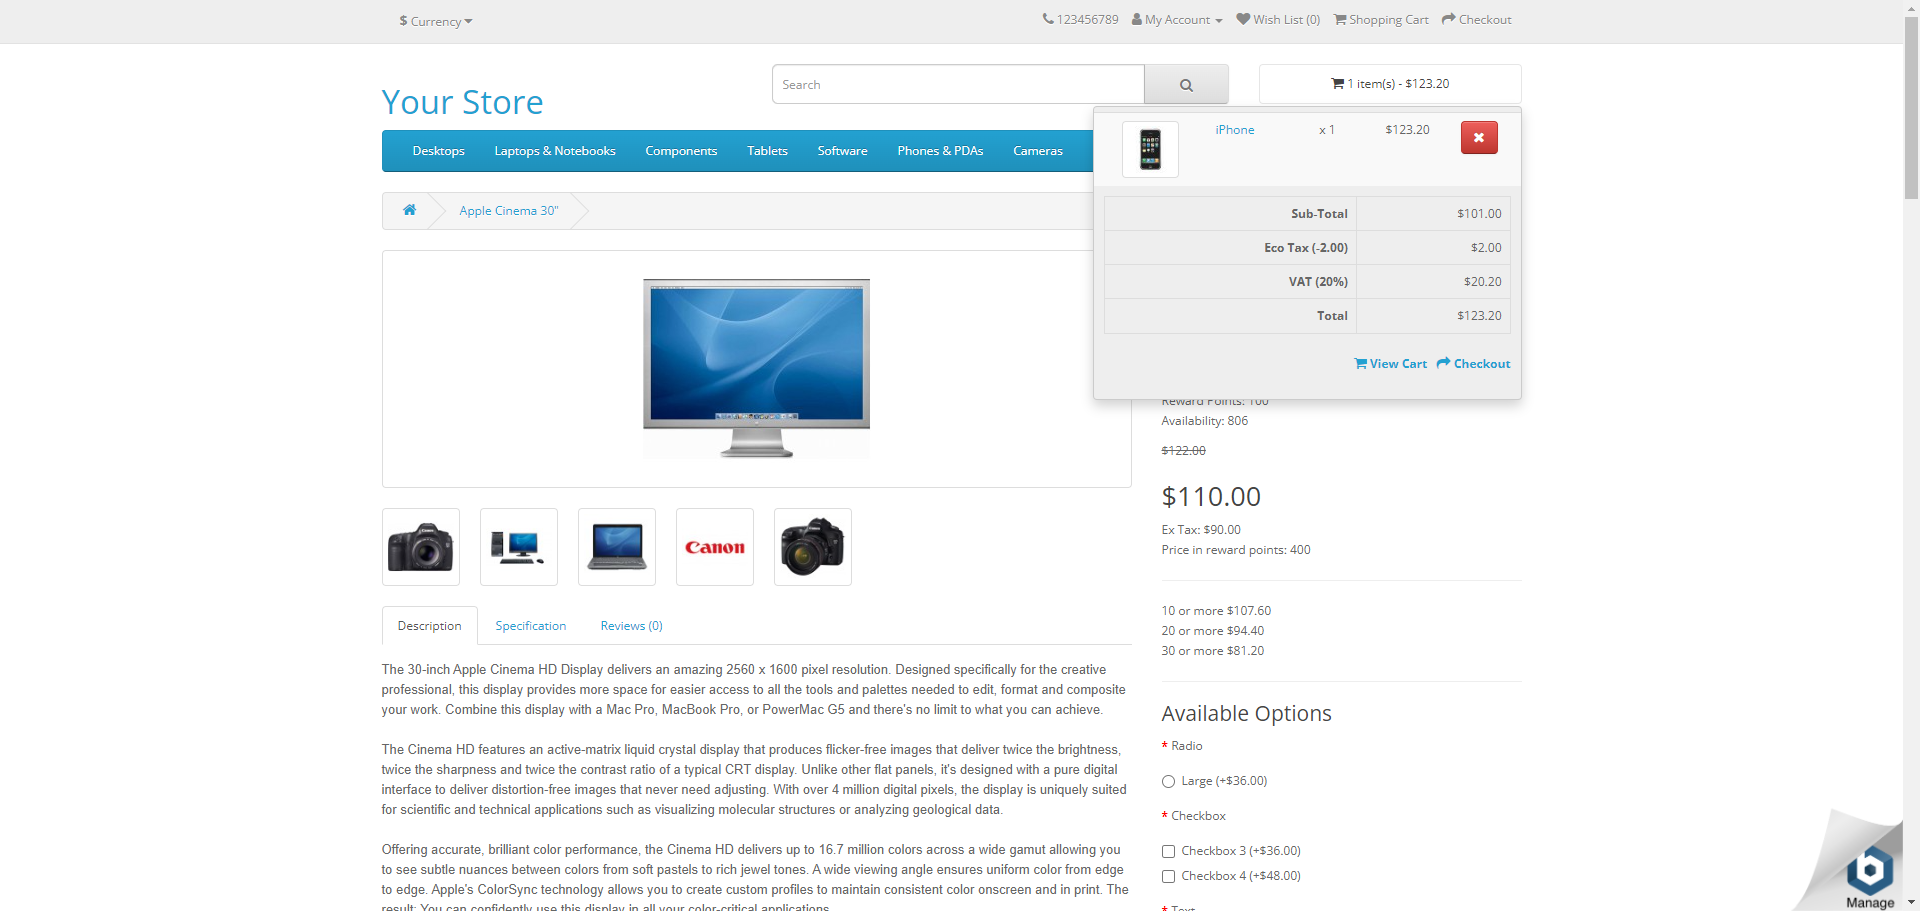 $ Currency
123456789 My Account Wish List (0) Shopping Cart Checkout
Your Store
Search
1 item(s) - $123.20
Desktops Laptops & Notebooks Components Tablets Software Phones & PDAs Cameras
iPhone x 1 $123.20
Sub-Total $101.00
Eco Tax (-2.00) $2.00
VAT (20%) $20.20
Total $123.20
View Cart Checkout
Apple Cinema 30"
Reward Points: 100
Availability: 806
$122.00
$110.00
Ex Tax: $90.00
Price in reward points: 400
10 or more $107.60
20 or more $94.40
30 or more $81.20
Canon
Description Specification Reviews (0)
The 30-inch Apple Cinema HD Display delivers an amazing 2560 x 1600 pixel resolution. Designed specifically for the creative
professional, this display provides more space for easier access to all the tools and palettes needed to edit, format and composite
your work. Combine this display with a Mac Pro, MacBook Pro, or PowerMac G5 and there's no limit to what you can achieve.
The Cinema HD features an active-matrix liquid crystal display that produces flicker-free images that deliver twice the brightness,
twice the sharpness and twice the contrast ratio of a typical CRT display. Unlike other flat panels, it's designed with a pure digital
interface to deliver distortion-free images that never need adjusting. With over 4 million digital pixels, the display is uniquely suited
for scientific and technical applications such as visualizing molecular structures or analyzing geological data.
Offering accurate, brilliant color performance, the Cinema HD delivers up to 16.7 million colors across a wide gamut allowing you
to see subtle nuances between colors from soft pastels to rich jewel tones. A wide viewing angle ensures uniform color from edge
to edge. Apple's ColorSync technology allows you to create custom profiles to maintain consistent color onscreen and in print. The
result: You can confidently use this display in all your color-critical applications.
Available Options
* Radio
Large (+$36.00)
* Checkbox
Checkbox 3 (+$36.00)
Checkbox 4 (+$48.00)
* Text
Manage